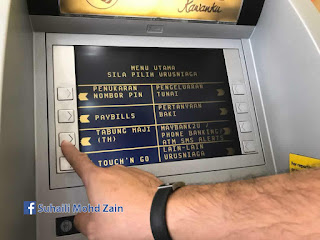 Kawanku
MENU UTAMA
SILA PILIH URUSNIAGA
PENUKARAN
NOMBOR PIN
PENGELUARAN
TUNAI
PAYBILLS
PERTANYAAN
BAKI
TABUNG HAJI
(TH)
MAYBANK2U /
PHONE BANKING/
ATM SMS ALERTS
TOUCH'N GO
LAIN-LAIN
URUSNIAGA
f Suhaili Mohd Zain